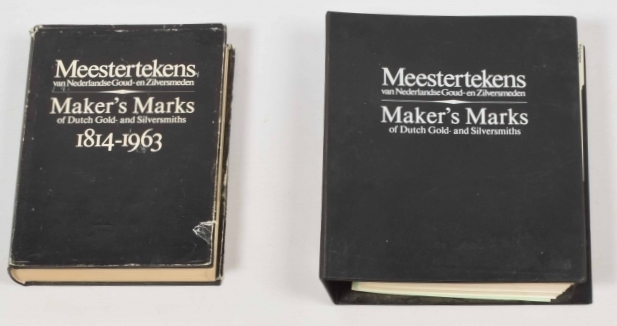 Meestertekens
van Nederlandse Goud- en Zilversmeden
Maker's Marks
of Dutch Gold- and Silversmiths
1814-1963
Meestertekens
van Nederlandse Goud- en Zilversmeden
Maker's Marks
of Dutch Gold- and Silversmiths